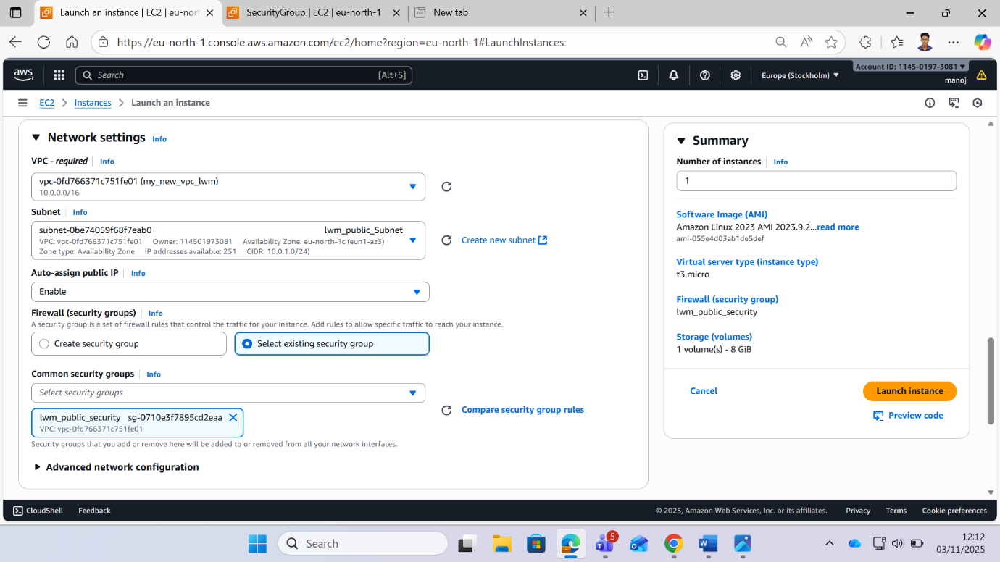 Launch an instance | EC2 | eu-nort
SecurityGroup | EC2 | eu-north-1
New tab
https://eu-north-1.console.aws.amazon.com/ec2/home?region=eu-north-1#LaunchInstances:
aws
Search
[Alt+S]
Europe (Stockholm)
Account ID: 1145-0197-3081
manoj
EC2
Instances
Launch an instance
Network settings Info
VPC - required Info
vpc-0fd766371c751fe01 (my_new_vpc_lwm)
10.0.0.0/16
Subnet Info
subnet-0be74059f68f7eab0 lwm_public_Subnet
VPC: vpc-0fd766371c751fe01 Owner: 114501973081 Availability Zone: eu-north-1c (eun1-az3)
Zone type: Availability Zone IP addresses available: 251 CIDR: 10.0.1.0/24)
Create new subnet
Auto-assign public IP Info
Enable
Firewall (security groups) Info
A security group is a set of firewall rules that control the traffic for your instance. Add rules to allow specific traffic to reach your instance.
Create security group
Select existing security group
Common security groups Info
Select security groups
Compare security group rules
lwm_public_security sg-0710e3f7895cd2eaa
VPC: vpc-0fd766371c751fe01
Security groups that you add or remove here will be added to or removed from all your network interfaces.
Advanced network configuration
Summary
Number of instances Info
1
Software Image (AMI)
Amazon Linux 2023 AMI 2023.9.2...read more
ami-055e4d03ab1de5def
Virtual server type (instance type)
t3.micro
Firewall (security group)
lwm_public_security
Storage (volumes)
1 volume(s) - 8 GiB
Cancel
Launch instance
Preview code
CloudShell
Feedback
© 2025, Amazon Web Services, Inc. or its affiliates.
Privacy
Terms
Cookie preferences
Search
5
12:12
03/11/2025